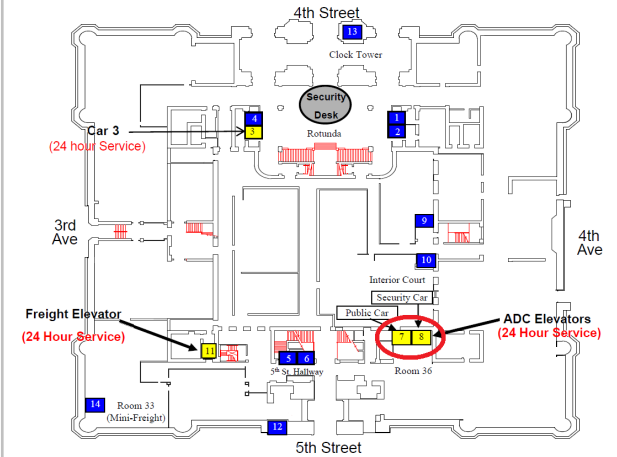 4th Street
13
Clock Tower
Security
Desk
4
1
Car 3
3
2
Rotunda
(24 hour Service)
9
3rd
Ave
4th
Ave
10
Interior Court
Security Car
Public Car
Freight Elevator
ADC Elevators
(24 Hour Service)
(24 Hour Service)
7
8
11
5
6
5th St. Hallway
Room 36
14
Room 33
(Mini-Freight)
12
5th Street